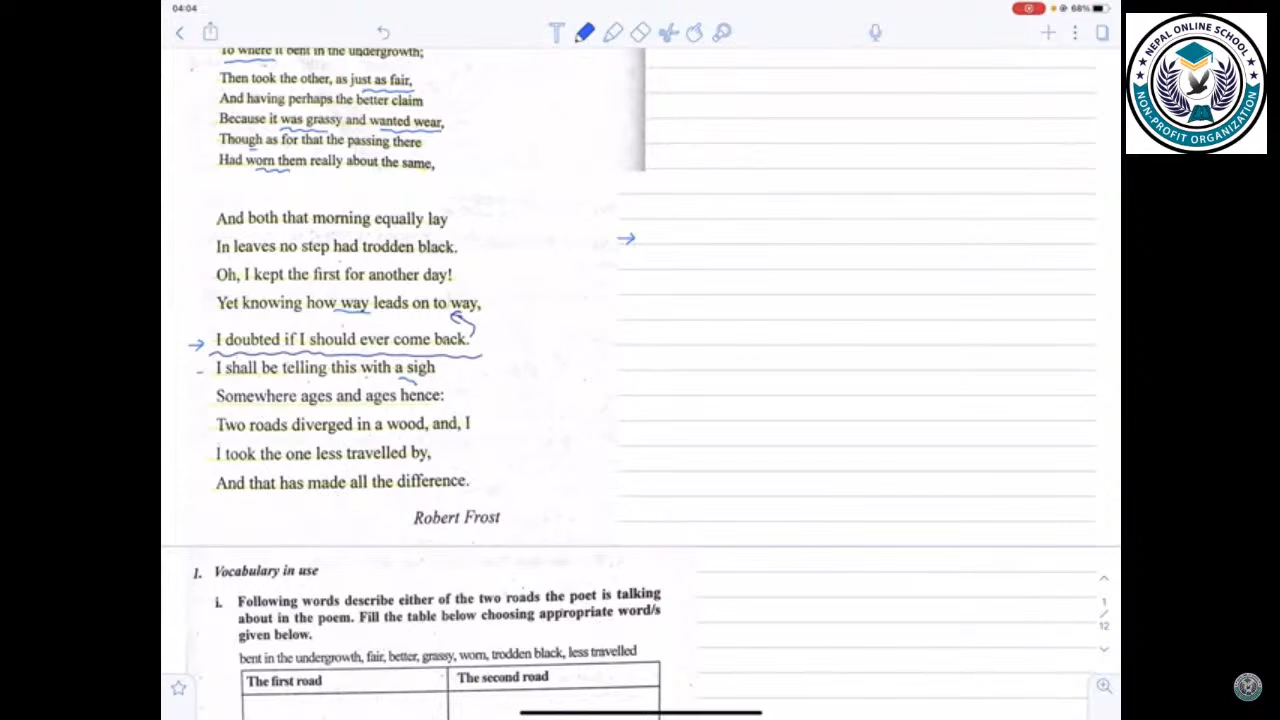 04:04
68%
NEPAL ONLINE SCHOOL
NON-PROFIT ORGANIZATION
To where it bent in the undergrowth;
Then took the other, as just as fair,
And having perhaps the better claim
Because it was grassy and wanted wear,
Though as for that the passing there
Had worn them really about the same,
And both that morning equally lay
In leaves no step had trodden black.
Oh, I kept the first for another day!
Yet knowing how way leads on to way,
I doubted if I should ever come back.
I shall be telling this with a sigh
Somewhere ages and ages hence:
Two roads diverged in a wood, and, I
I took the one less travelled by,
And that has made all the difference.
Robert Frost
1. Vocabulary in use
i. Following words describe either of the two roads the poet is talking
about in the poem. Fill the table below choosing appropriate word/s
given below.
bent in the undergrowth, fair, better, grassy, worn, trodden black, less travelled
The first road
The second road
1
/
12